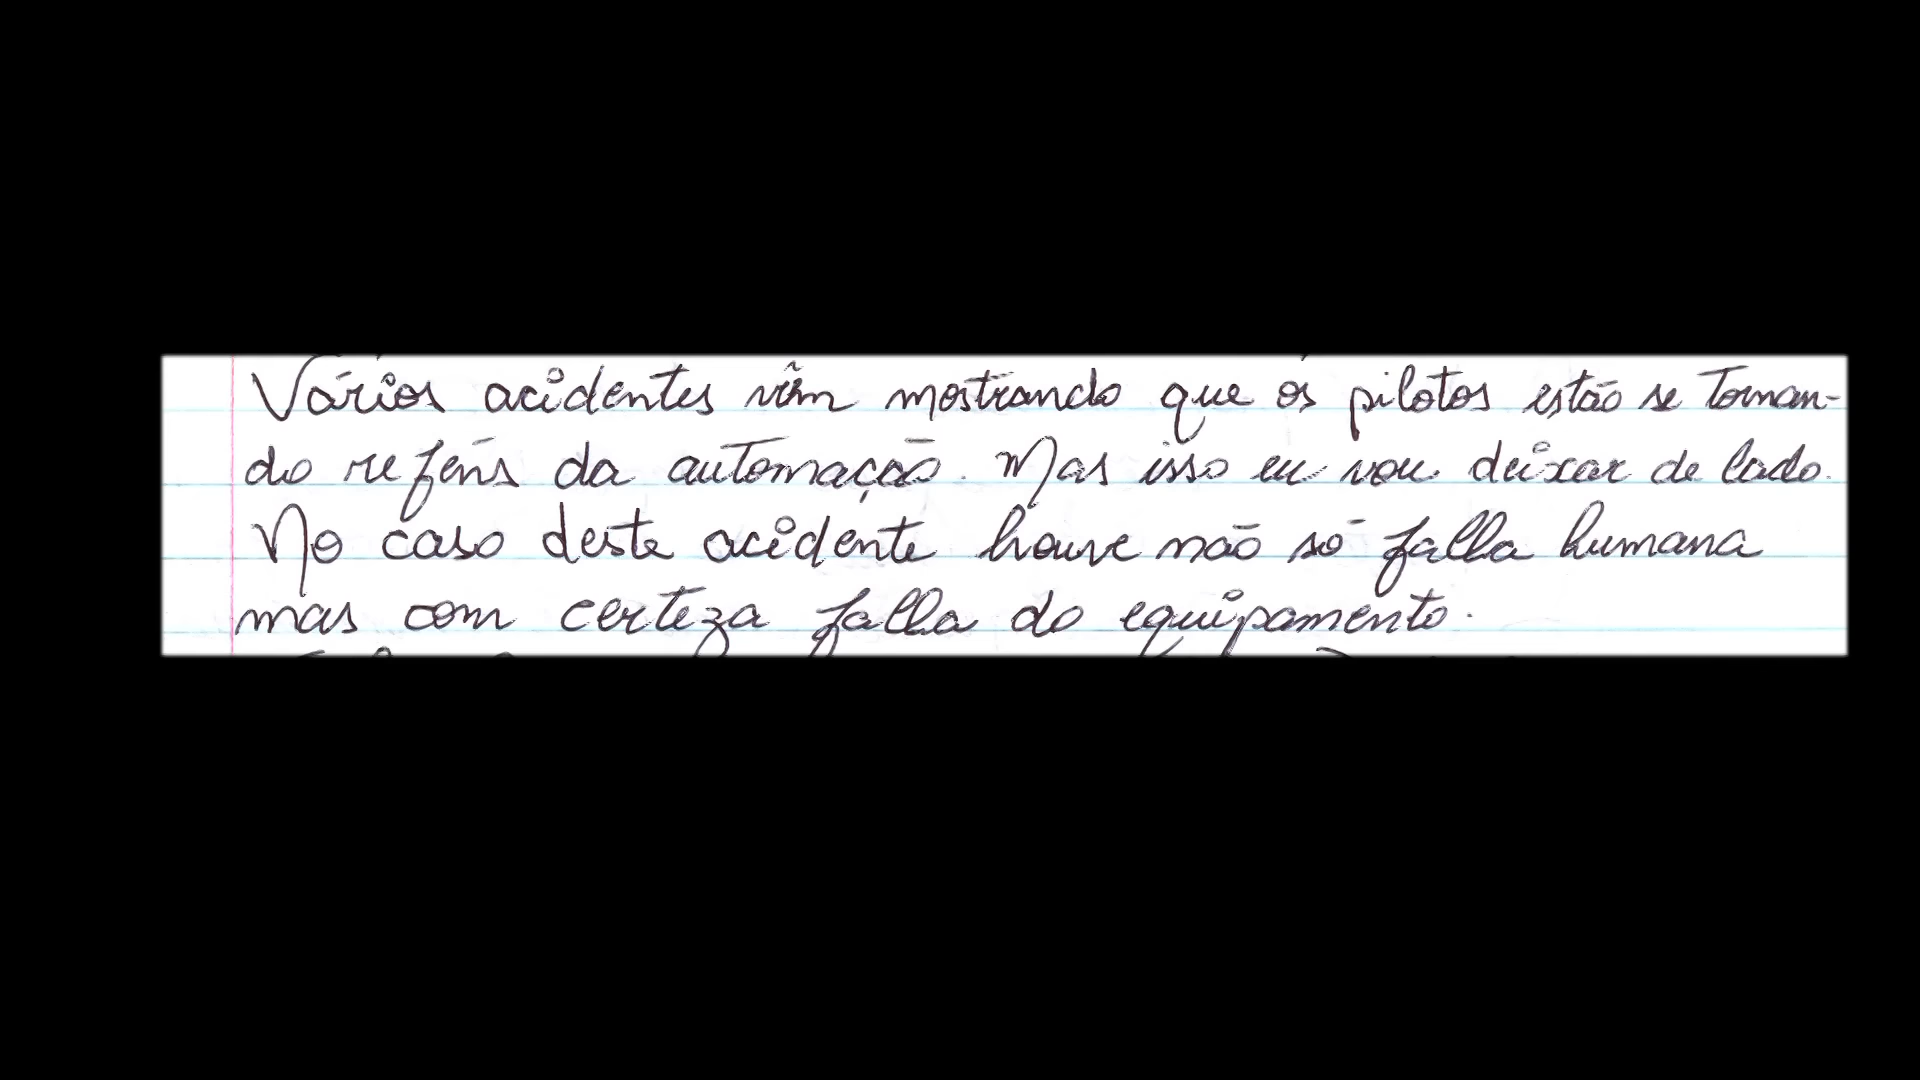 Vários acidentes vêm mostrando que os pilotos estão se tornan-
do reféns da automação. Mas isso eu vou deixar de lado.
No caso deste acidente houve não só falha humana
mas com certeza falha do equipamento.